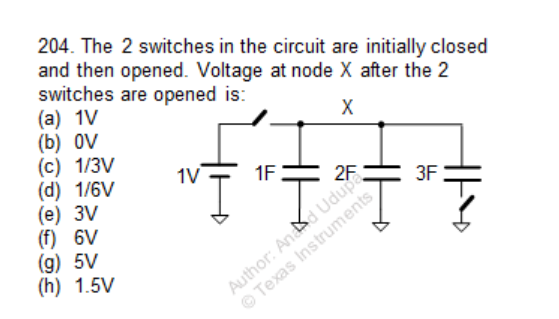 204. The 2 switches in the circuit are initially closed
and then opened. Voltage at node X after the 2
switches are opened is:
(a) 1V
(b) 0V
(c) 1/3V
(d) 1/6V
(e) 3V
(f) 6V
(g) 5V
(h) 1.5V
X
1V
1F
2F
3F
Author: Anand Udupa
© Texas Instruments